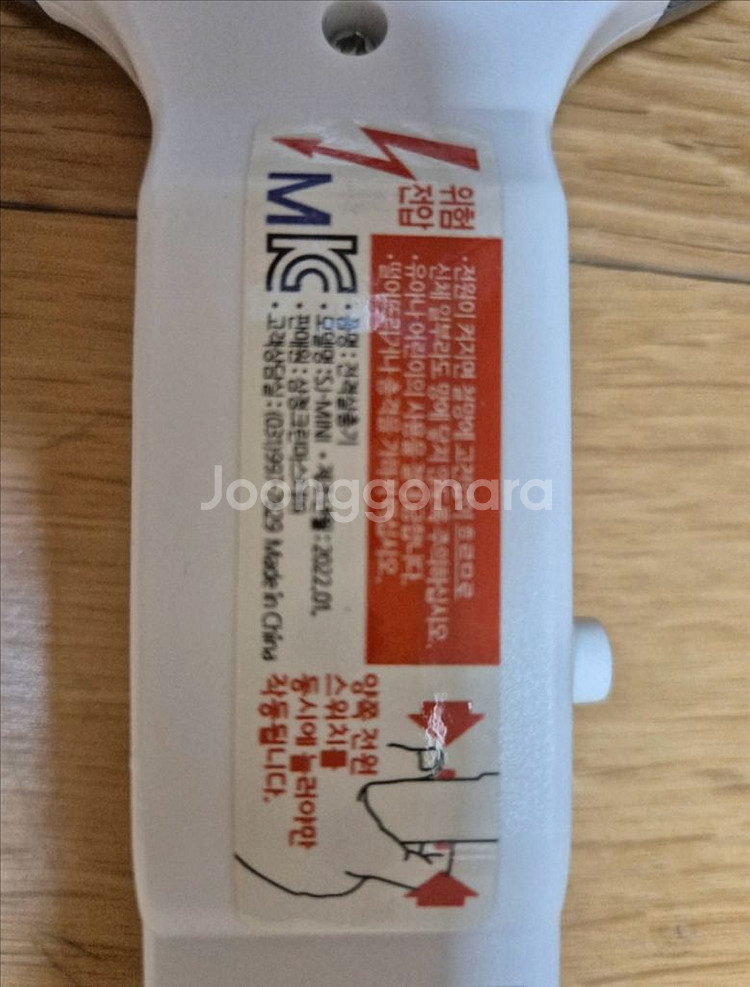 위험
전압
·전원이 켜지면 철망에 고전압이 흐르므로
신체 일부라도 망에 닿지 않도록 주의하십시오.
·유아나 어린이의 사용을 금합니다.
·떨어뜨리거나 충격을 가하지 마십시오.
M
KC
·품명 : 전격살충기
·모델명 : SJ-MINI · 제조 : 2022.01.
·판매원 : 삼정크린마스터
·고객상담실 : (031) Made in China
양쪽 전원
스위치를
동시에 눌러야만
작동됩니다.
Joonggonara